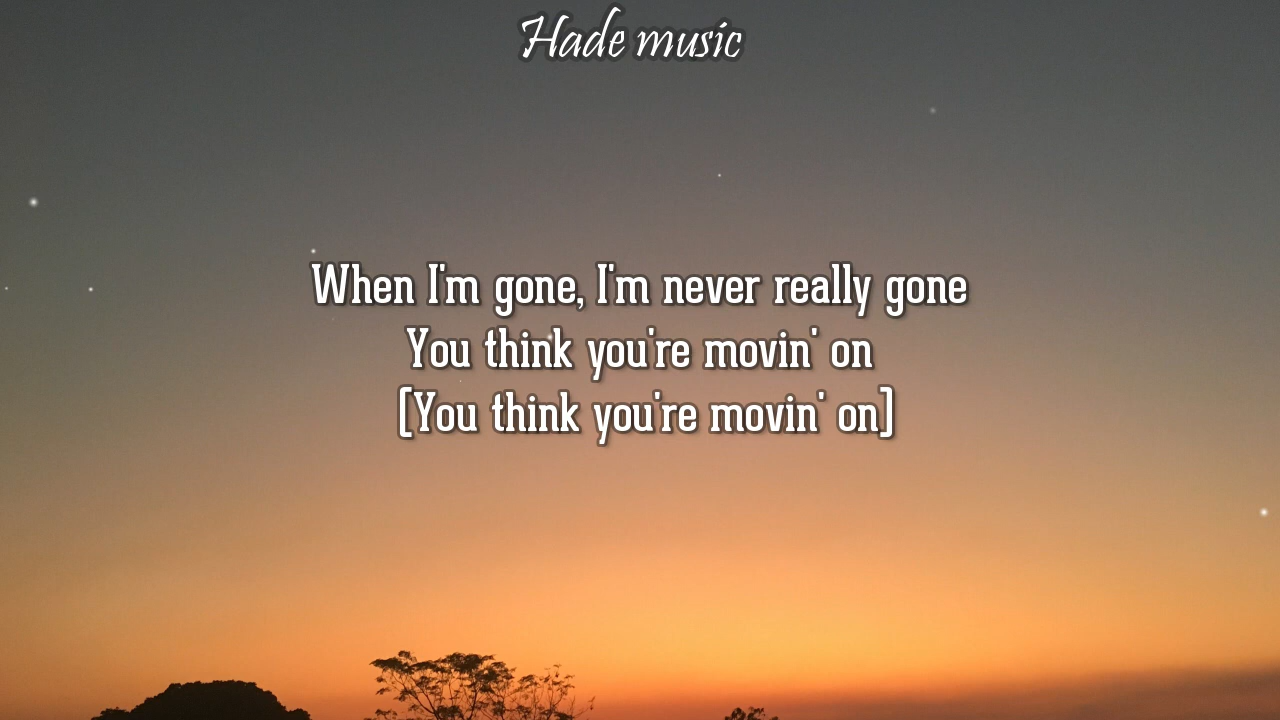 Hade music
When I'm gone, I'm never really gone
You think you're movin' on
(You think you're movin' on)